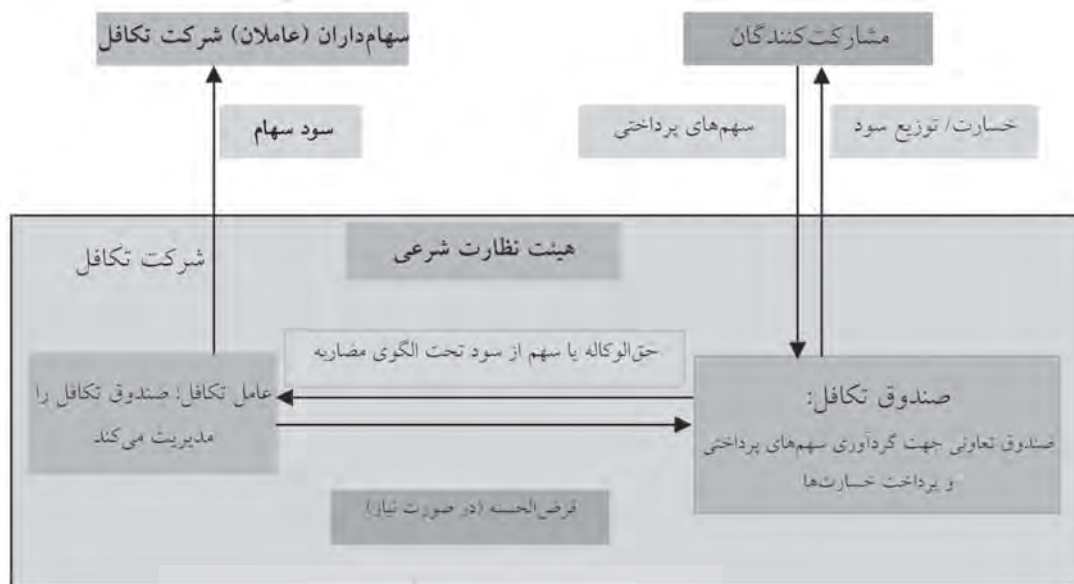 مشارکت‌کنندگان
سهام‌داران (عاملان) شرکت تکافل
خسارت/ توزیع سود
سهم‌های پرداختی
سود سهام
هیئت نظارت شرعی
شرکت تکافل
حق‌الوکاله یا سهم از سود تحت الگوی مضاربه
صندوق تکافل:
صندوق تعاونی جهت گردآوری سهم‌های پرداختی
و پرداخت خسارت‌ها
عامل تکافل؛ صندوق تکافل را
مدیریت می‌کند
قرض‌الحسنه (در صورت نیاز)